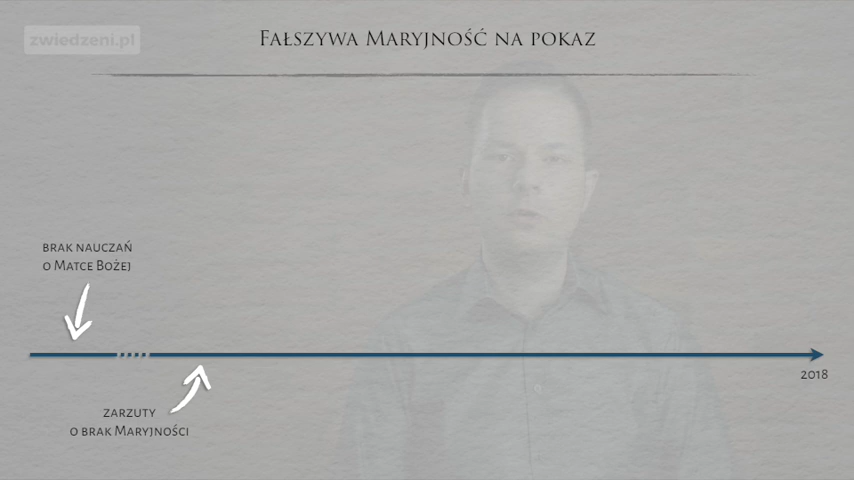 zwiedzeni.pl
Fałszywa Maryjność na pokaz
brak nauczań
o Matce Bożej
2018
zarzuty
o brak Maryjności